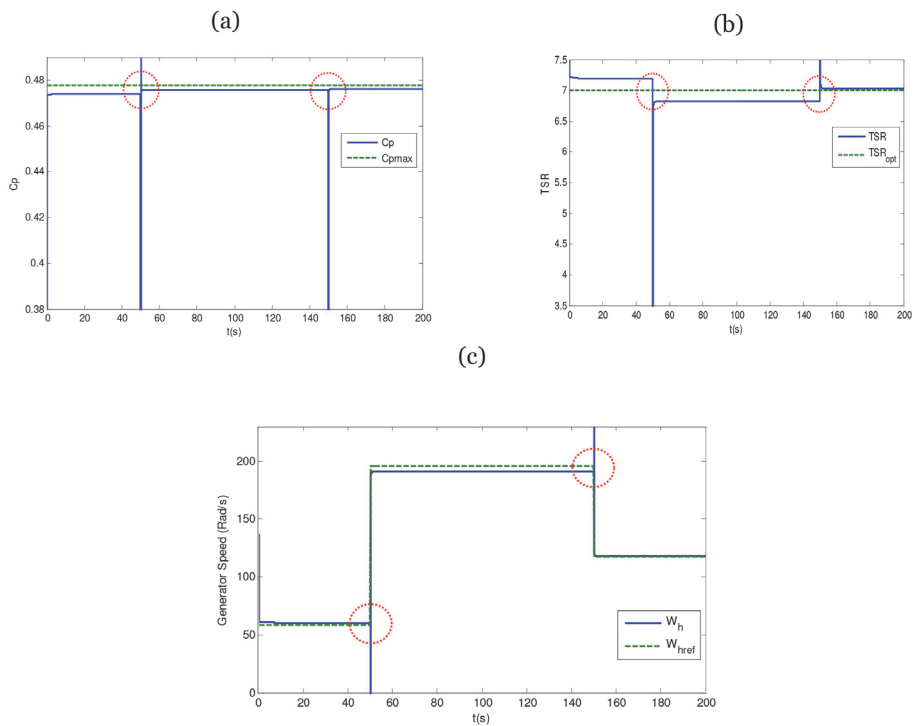 (a)
0.48
0.46
0.44
0.42
0.4
0.38
Cp
Cp
Cpmax
0 20 40 60 80 100 120 140 160 180 200
t(s)
(b)
7.5
7
6.5
6
5.5
5
4.5
4
3.5
TSR
TSR
TSRopt
0 20 40 60 80 100 120 140 160 180 200
t(s)
(c)
200
150
100
50
0
Generator Speed (Rad/s)
W_h
W_href
0 20 40 60 80 100 120 140 160 180 200
t(s)